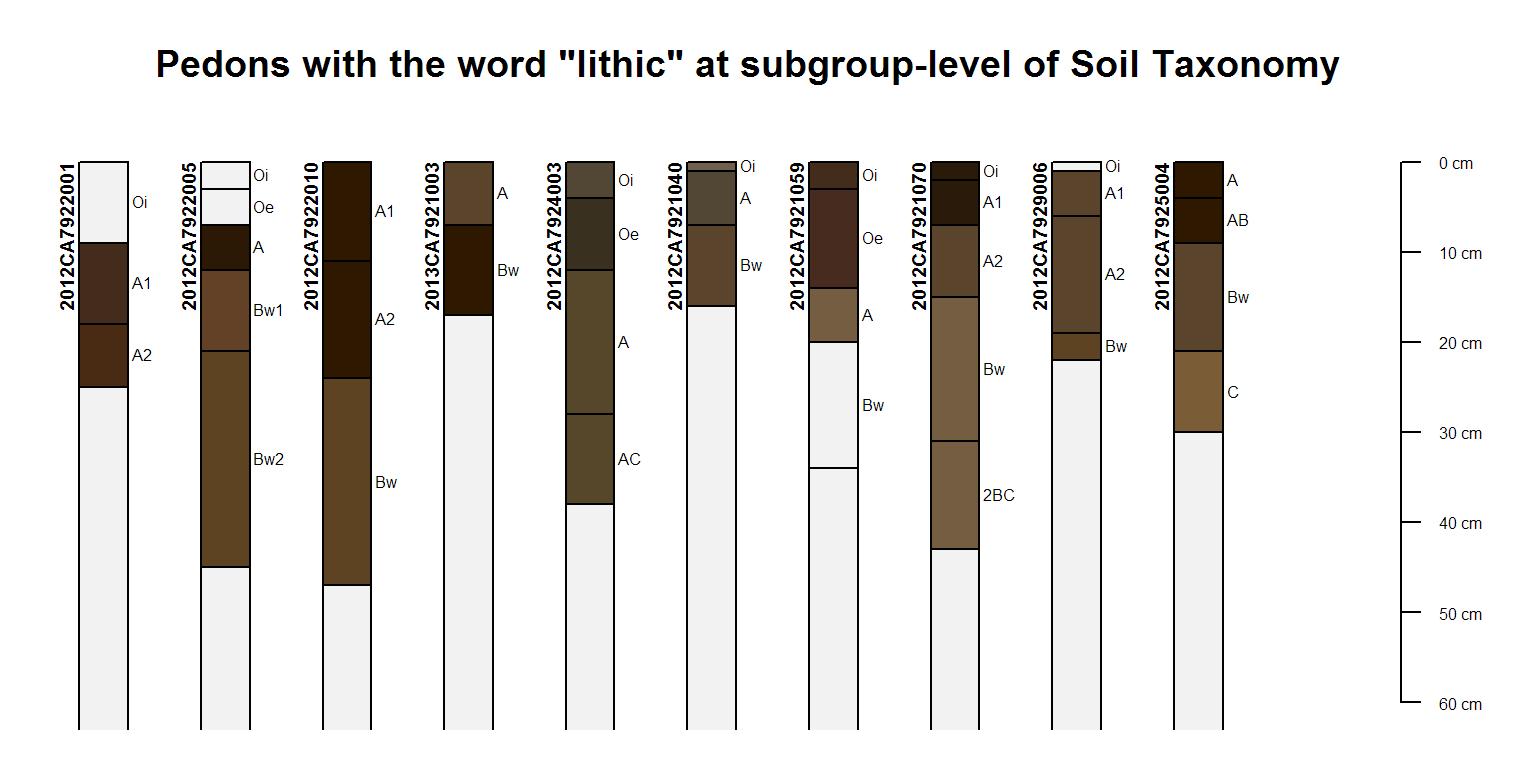 Pedons with the word "lithic" at subgroup-level of Soil Taxonomy
2012CA7922001
Oi
A1
A2
2012CA7922005
Oi
Oe
A
Bw1
Bw2
2012CA7922010
A1
A2
Bw
2013CA7921003
A
Bw
2012CA7924003
Oi
Oe
A
AC
2012CA7921040
Oi
A
Bw
2012CA7921059
Oi
Oe
A
Bw
2012CA7921070
Oi
A1
A2
Bw
2BC
2012CA7929006
Oi
A1
A2
Bw
2012CA7925004
A
AB
Bw
C
0 cm
10 cm
20 cm
30 cm
40 cm
50 cm
60 cm